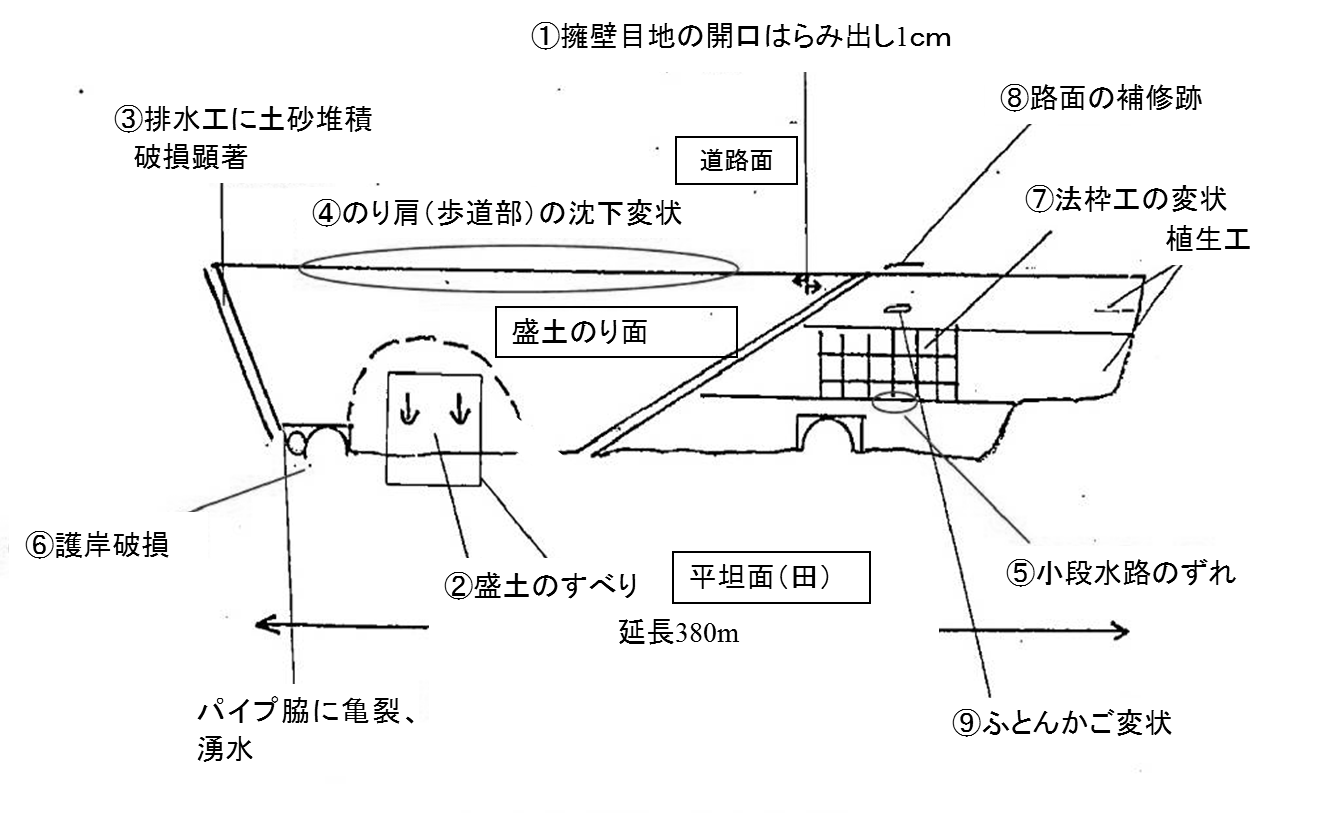 ①擁壁目地の開口はらみ出し1cm
⑧路面の補修跡
③排水工に土砂堆積
破損顕著
道路面
⑦法枠工の変状
④のり肩（歩道部）の沈下変状
植生工
盛土のり面
⑥護岸破損
②盛土のすべり
平坦面（田）
⑤小段水路のずれ
延長380m
パイプ脇に亀裂、
湧水
⑨ふとんかご変状